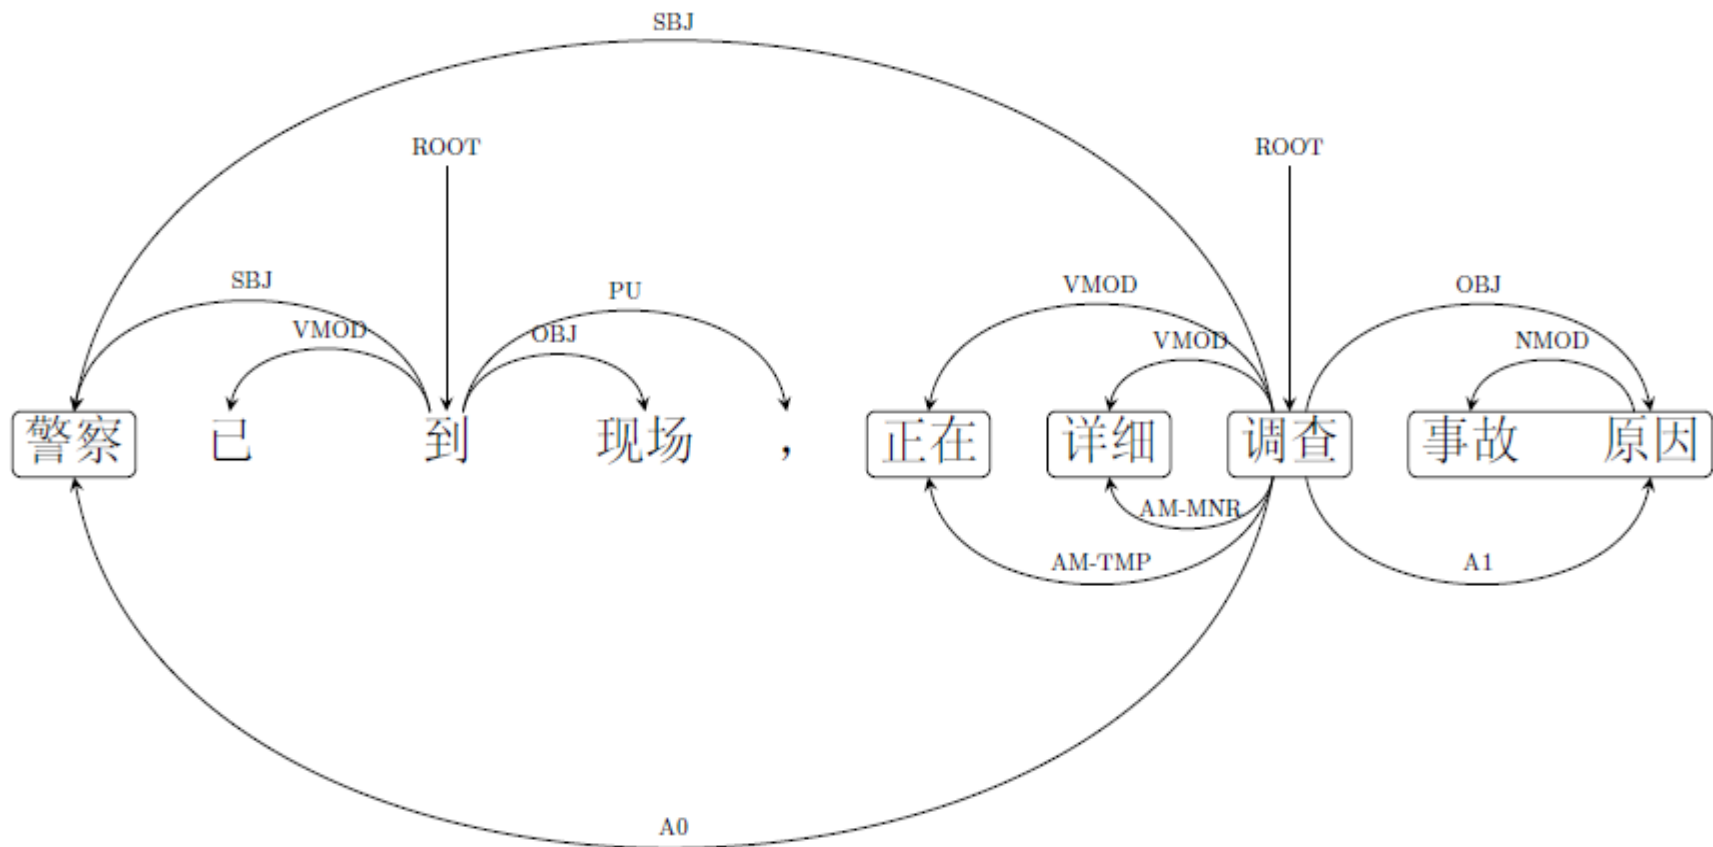 SBJ
ROOT ROOT
SBJ PU VMOD OBJ
VMOD OBJ VMOD NMOD
警察 已 到 现场 ， 正在 详细 调查 事故 原因
AM-MNR
AM-TMP A1
A0